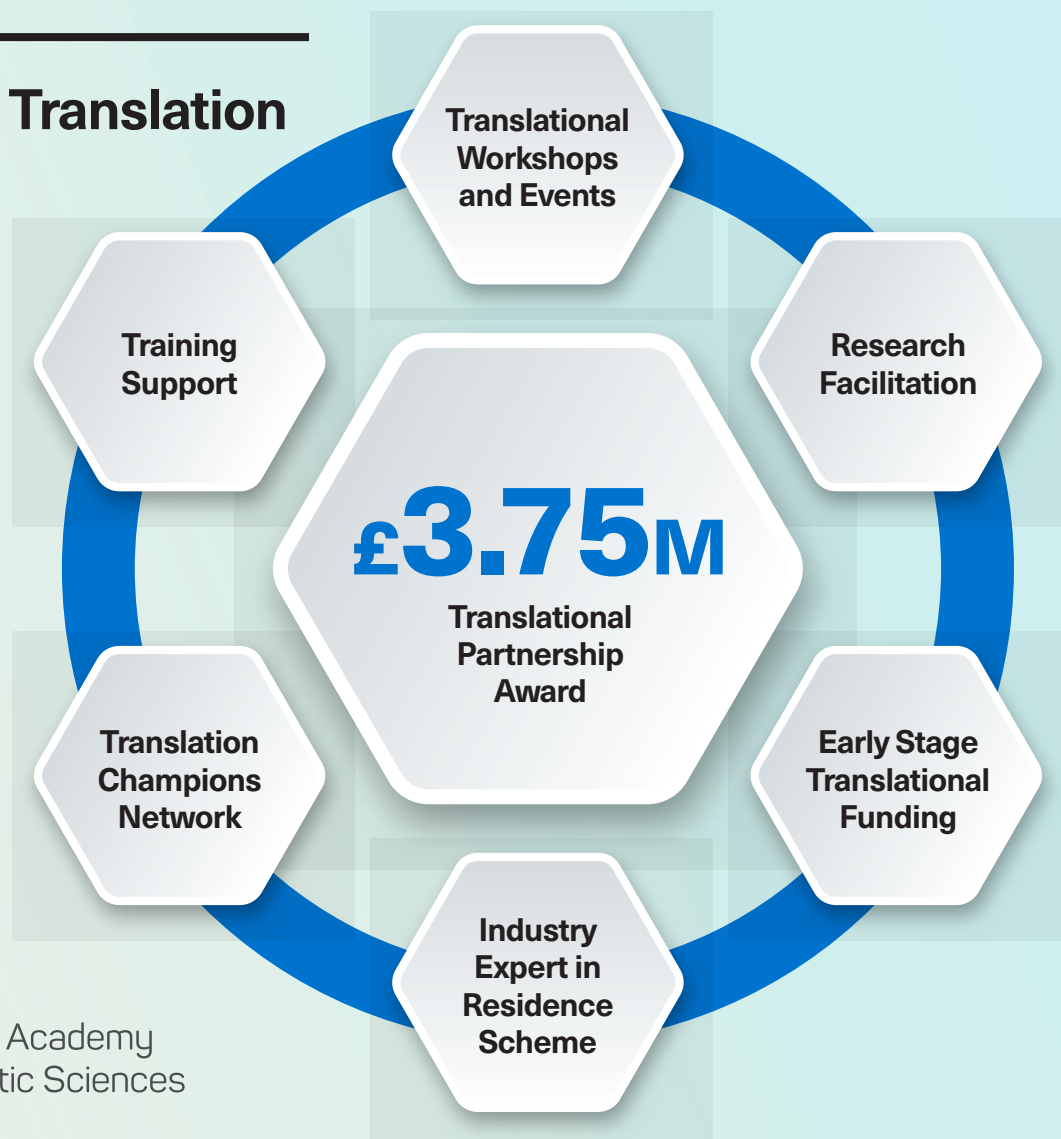 Translation
Translational
Workshops
and Events
Training
Support
Research
Facilitation
£3.75M
Translational
Partnership
Award
Translation
Champions
Network
Early Stage
Translational
Funding
Industry
Expert in
Residence
Scheme
Academy
tic Sciences